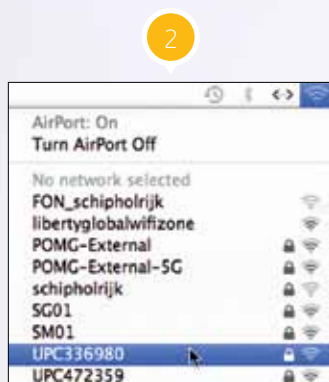 2
AirPort: On
Turn AirPort Off
No network selected
FON_schipholrijk
libertyglobalwifizone
POMG-External
POMG-External-5G
schipholrijk
SG01
SM01
UPC336980
UPC472359